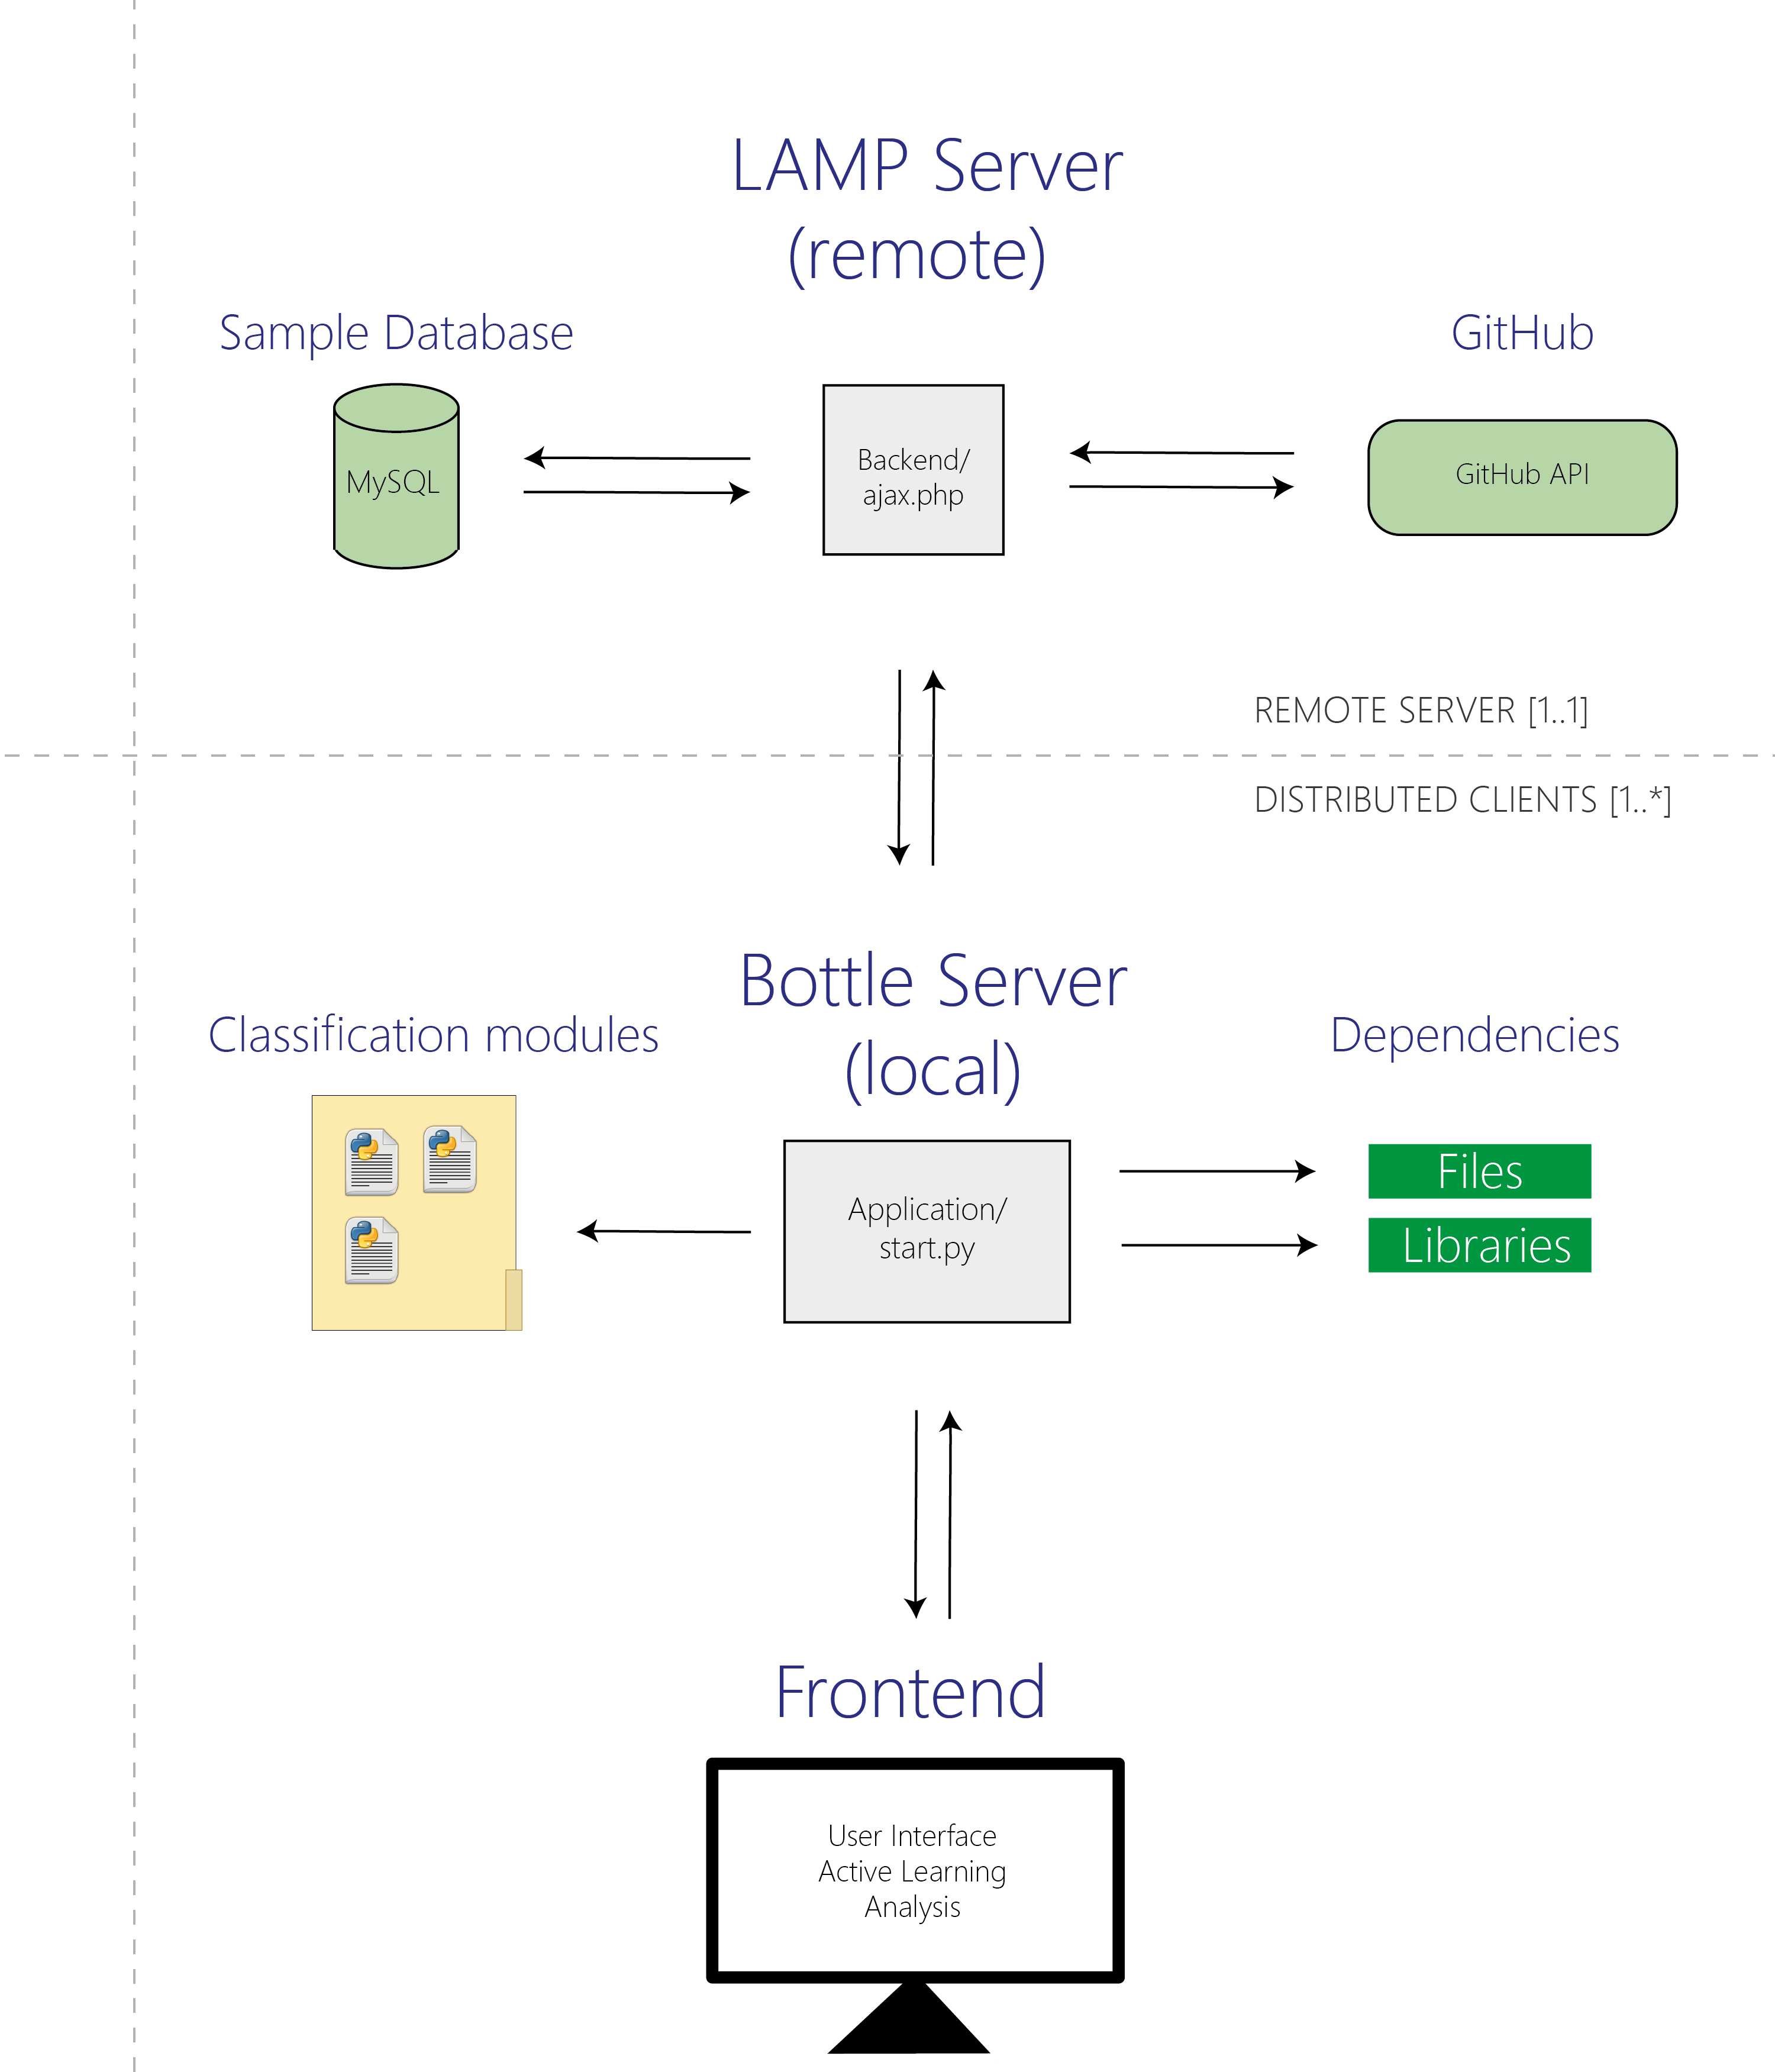 LAMP Server
(remote)
Sample Database
GitHub
MySQL
Backend/
ajax.php
GitHub API
REMOTE SERVER [1..1]
DISTRIBUTED CLIENTS [1..*]
Bottle Server
(local)
Classification modules
Dependencies
Application/
start.py
Files
Libraries
Frontend
User Interface
Active Learning
Analysis